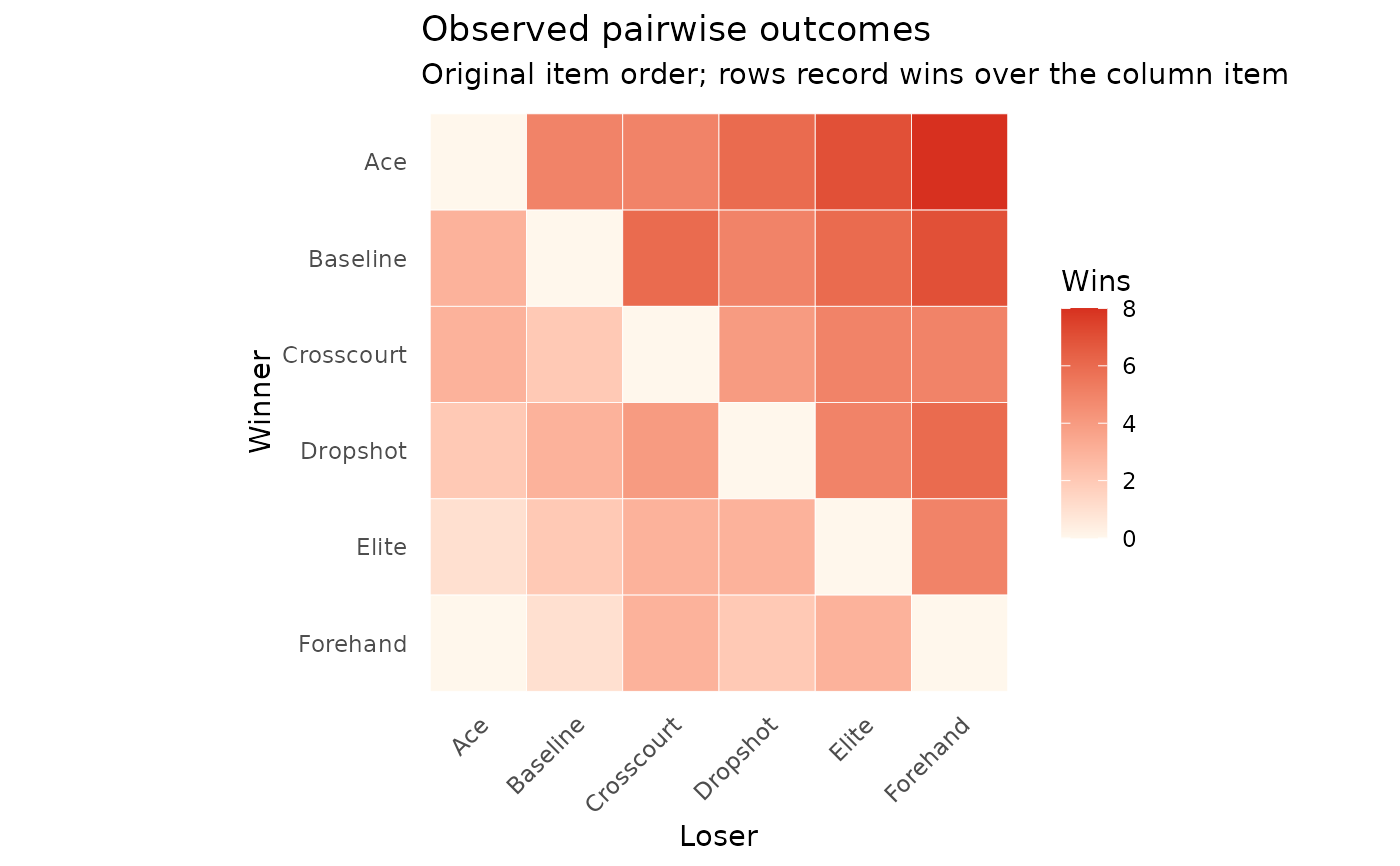 Observed pairwise outcomes
Original item order; rows record wins over the column item
Winner
Ace
Baseline
Crosscourt
Dropshot
Elite
Forehand
Ace
Baseline
Crosscourt
Dropshot
Elite
Forehand
Loser
Wins
8
6
4
2
0